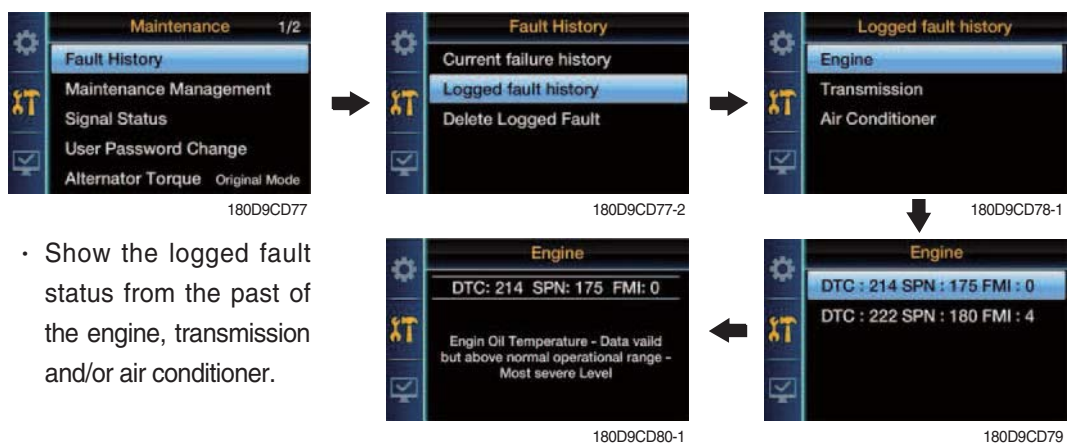 Maintenance 1/2
Fault History
Maintenance Management
Signal Status
User Password Change
Alternator Torque Original Mode
180D9CD77
Fault History
Current failure history
Logged fault history
Delete Logged Fault
180D9CD77-2
Logged fault history
Engine
Transmission
Air Conditioner
180D9CD78-1
· Show the logged fault
status from the past of
the engine, transmission
and/or air conditioner.
Engine
DTC: 214 SPN: 175 FMI: 0
Engin Oil Temperature - Data vaild
but above normal operational range -
Most severe Level
180D9CD80-1
Engine
DTC : 214 SPN : 175 FMI : 0
DTC : 222 SPN : 180 FMI : 4
180D9CD79